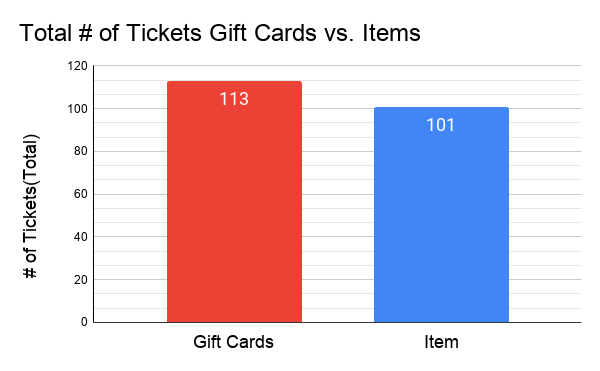 Total # of Tickets Gift Cards vs. Items
# of Tickets(Total)
120
100
80
60
40
20
0
113
101
Gift Cards
Item